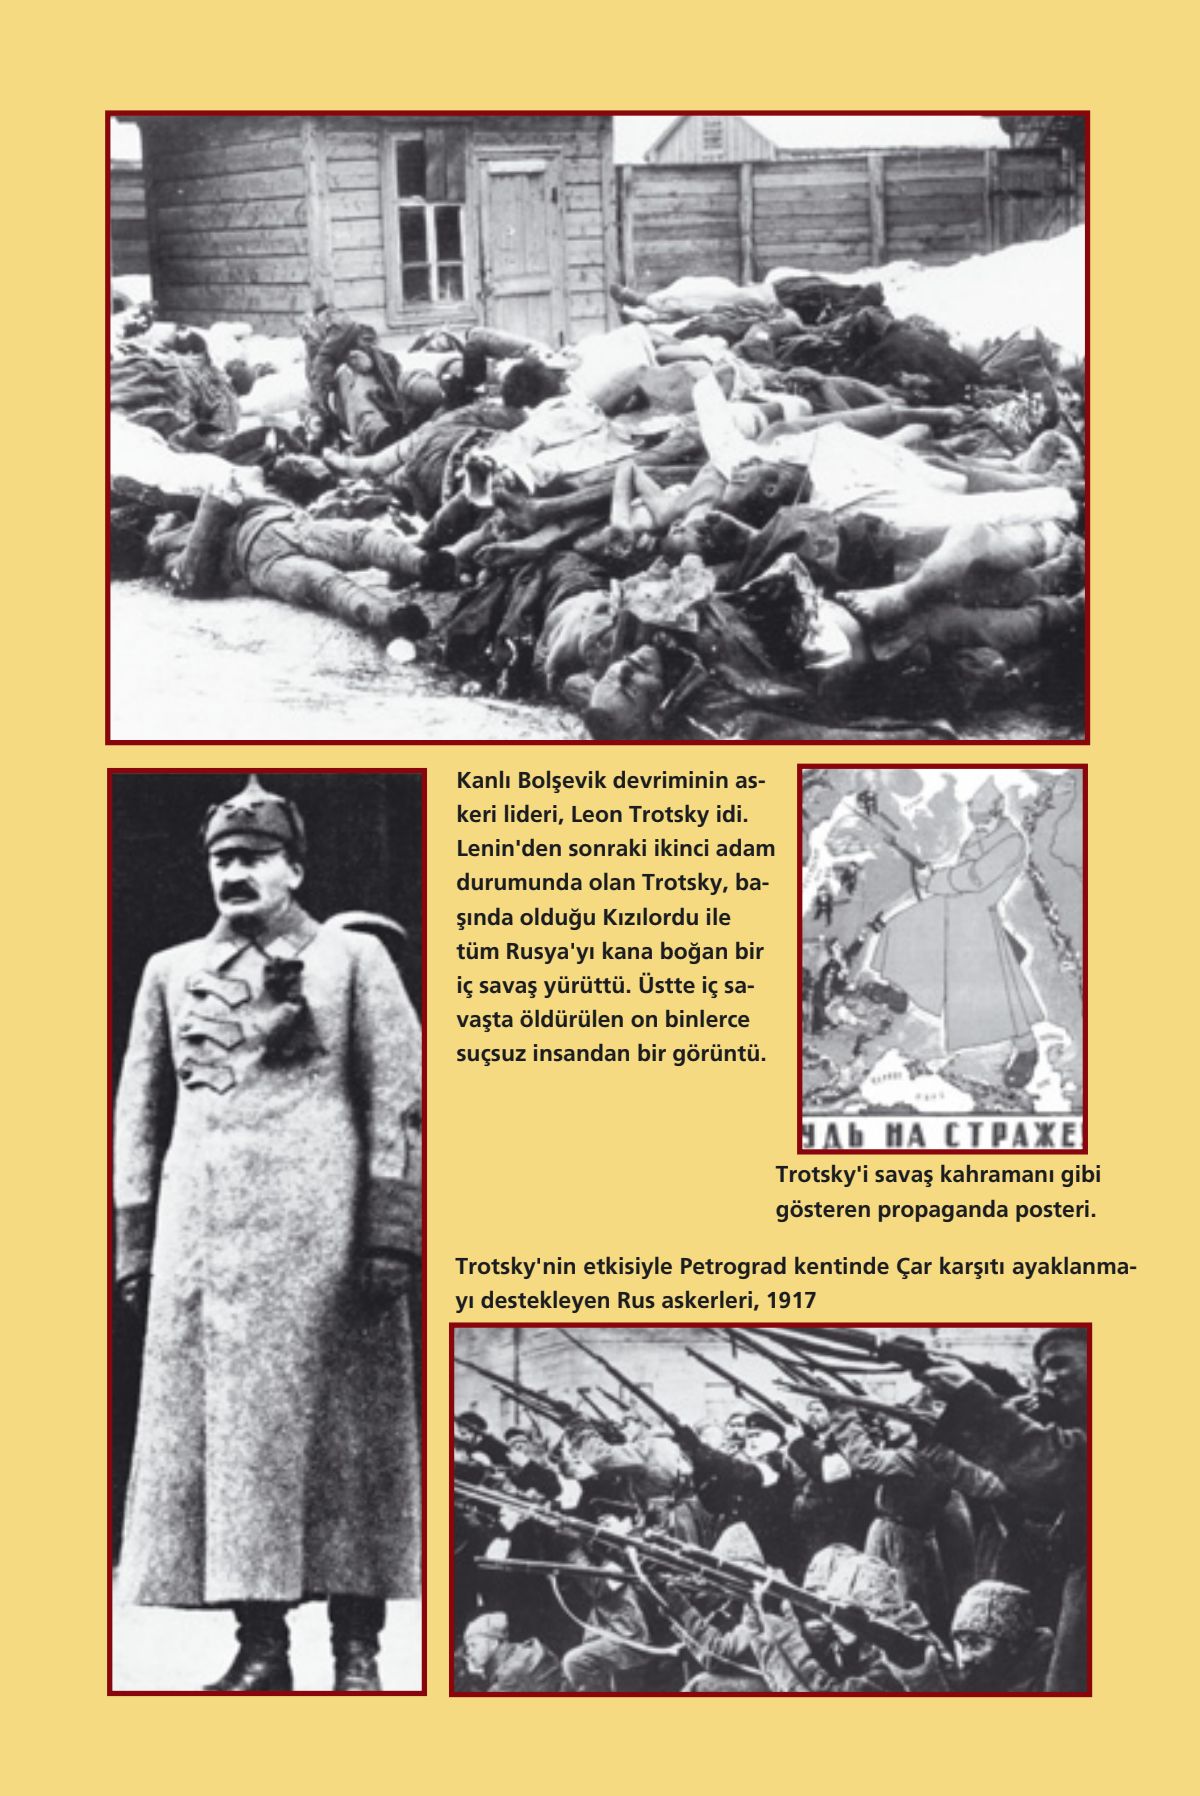 Kanlı Bolşevik devriminin as-
keri lideri, Leon Trotsky idi.
Lenin'den sonraki ikinci adam
durumunda olan Trotsky, ba-
şında olduğu Kızılordu ile
tüm Rusya'yı kana boğan bir
iç savaş yürüttü. Üstte iç sa-
vaşta öldürülen on binlerce
suçsuz insandan bir görüntü.
УДЬ НА СТРАЖЕ
Trotsky'i savaş kahramanı gibi
gösteren propaganda posteri.
Trotsky'nin etkisiyle Petrograd kentinde Çar karşıtı ayaklanma-
yı destekleyen Rus askerleri, 1917